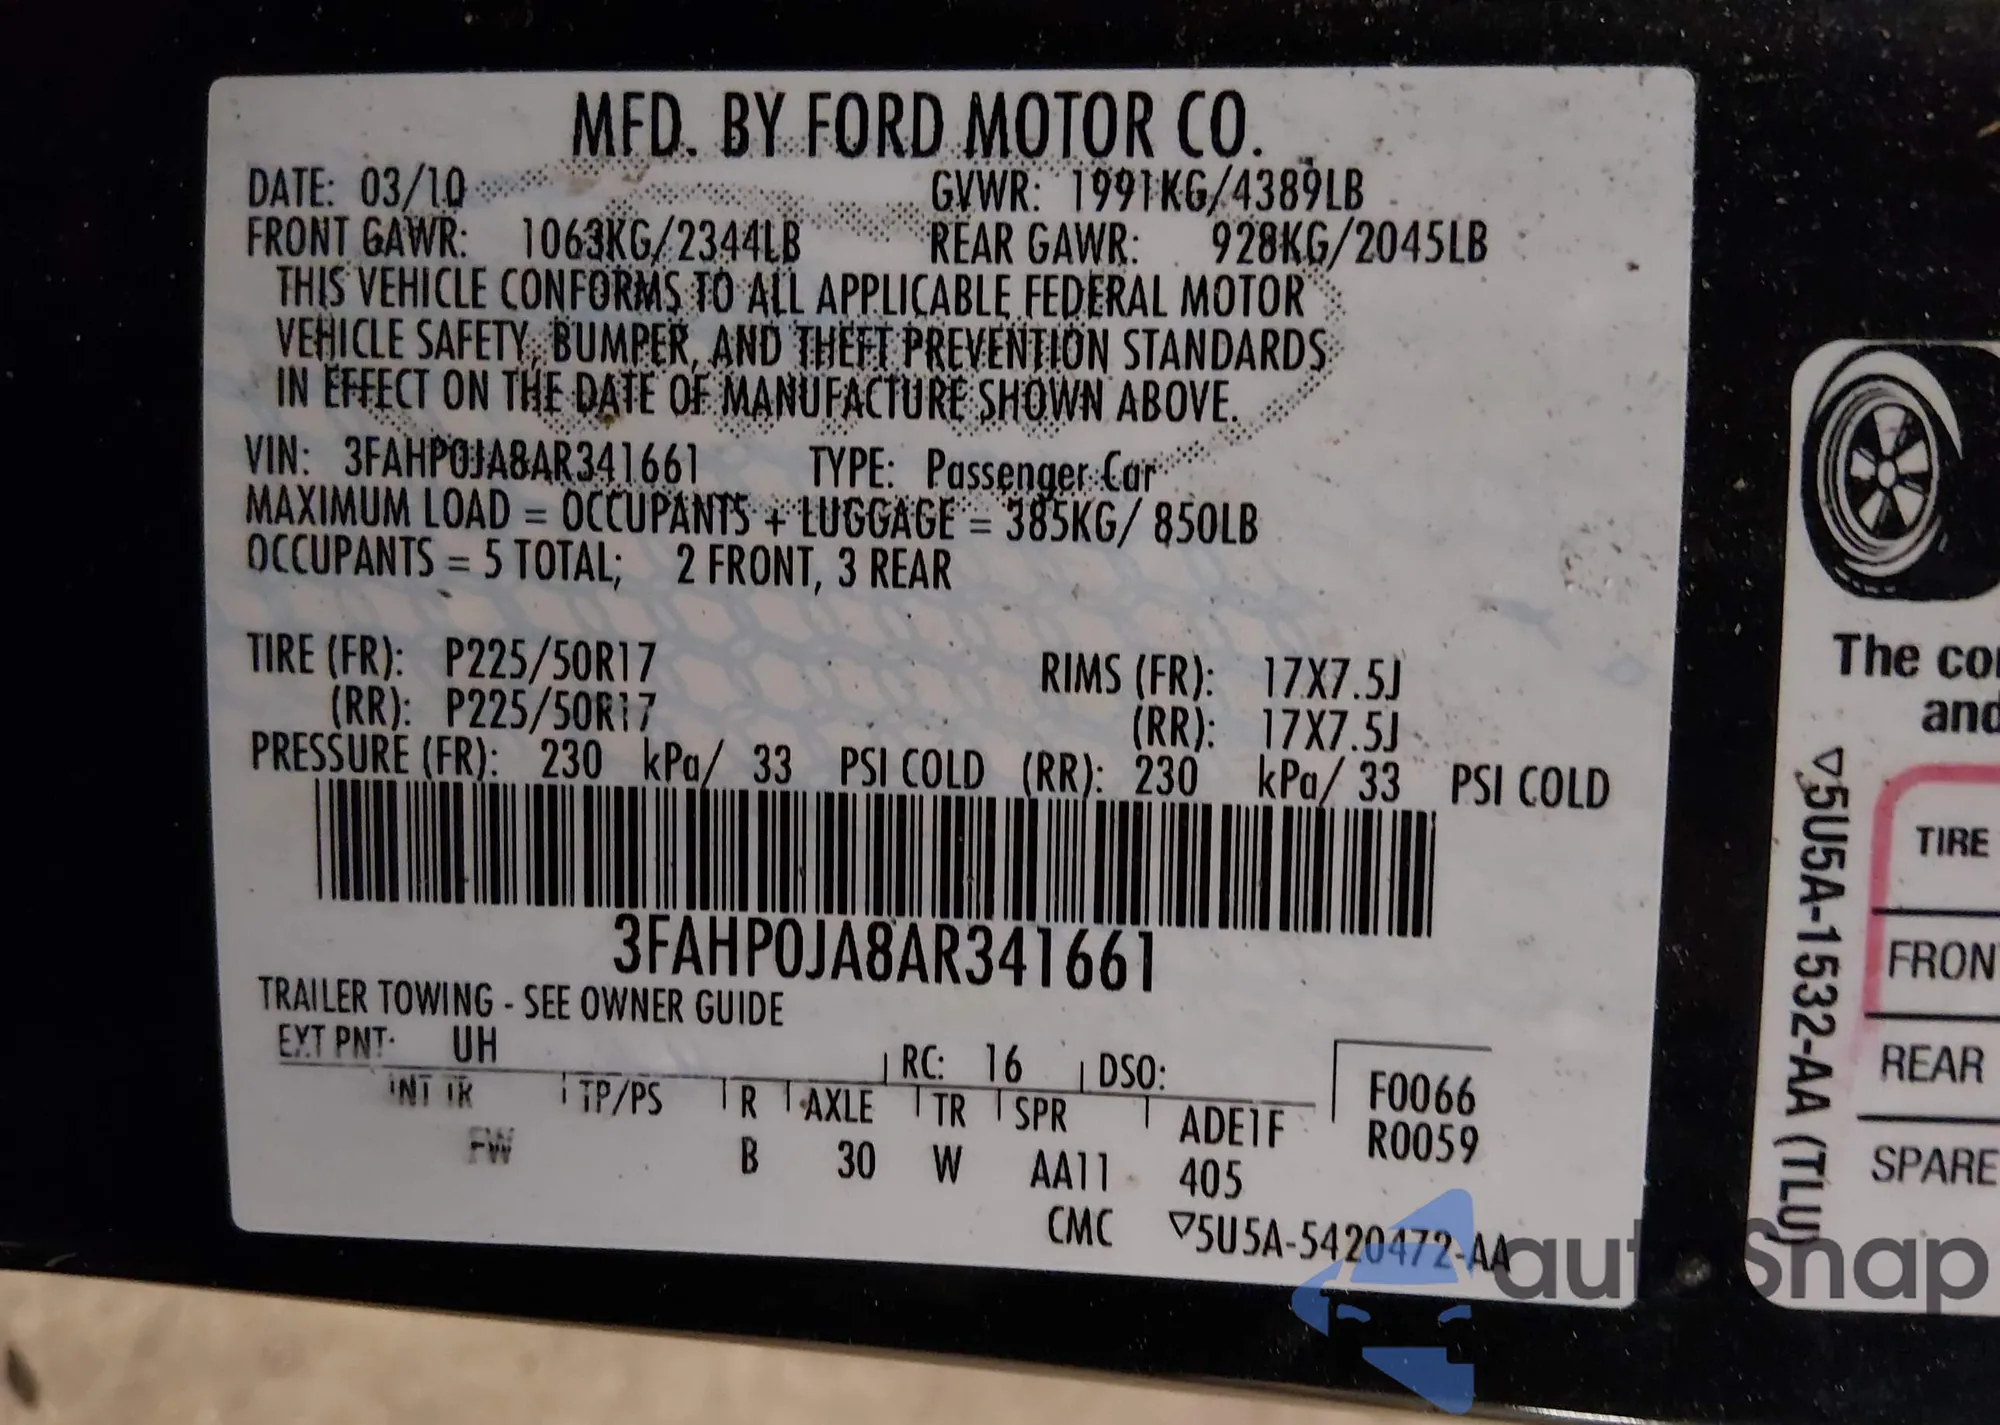 MFD. BY FORD MOTOR CO.
DATE: 03/10 GVWR: 1991KG/4389LB
FRONT GAWR: 1063KG/2344LB REAR GAWR: 928KG/2045LB
THIS VEHICLE CONFORMS TO ALL APPLICABLE FEDERAL MOTOR
VEHICLE SAFETY, BUMPER, AND THEFT PREVENTION STANDARDS
IN EFFECT ON THE DATE OF MANUFACTURE SHOWN ABOVE.
VIN: 3FAHP0JA8AR341661 TYPE: Passenger Car
MAXIMUM LOAD = OCCUPANTS + LUGGAGE = 385KG/ 850LB
OCCUPANTS = 5 TOTAL; 2 FRONT, 3 REAR
TIRE (FR): P225/50R17 RIMS (FR): 17X7.5J
(RR): P225/50R17 (RR): 17X7.5J
PRESSURE (FR): 230 kPa/ 33 PSI COLD (RR): 230 kPa/ 33 PSI COLD
3FAHP0JA8AR341661
TRAILER TOWING - SEE OWNER GUIDE
EXT PNT: UH RC: 16 DSO:
INT TR TP/PS R AXLE TR SPR ADE1F
FW B 30 W AA11 405
F0066
R0059
CMC ▽5U5A-5420472-AA
The
and
▽5U5A-1532-AA (TLU)
TIRE
FRONT
REAR
SPARE
autoSnap